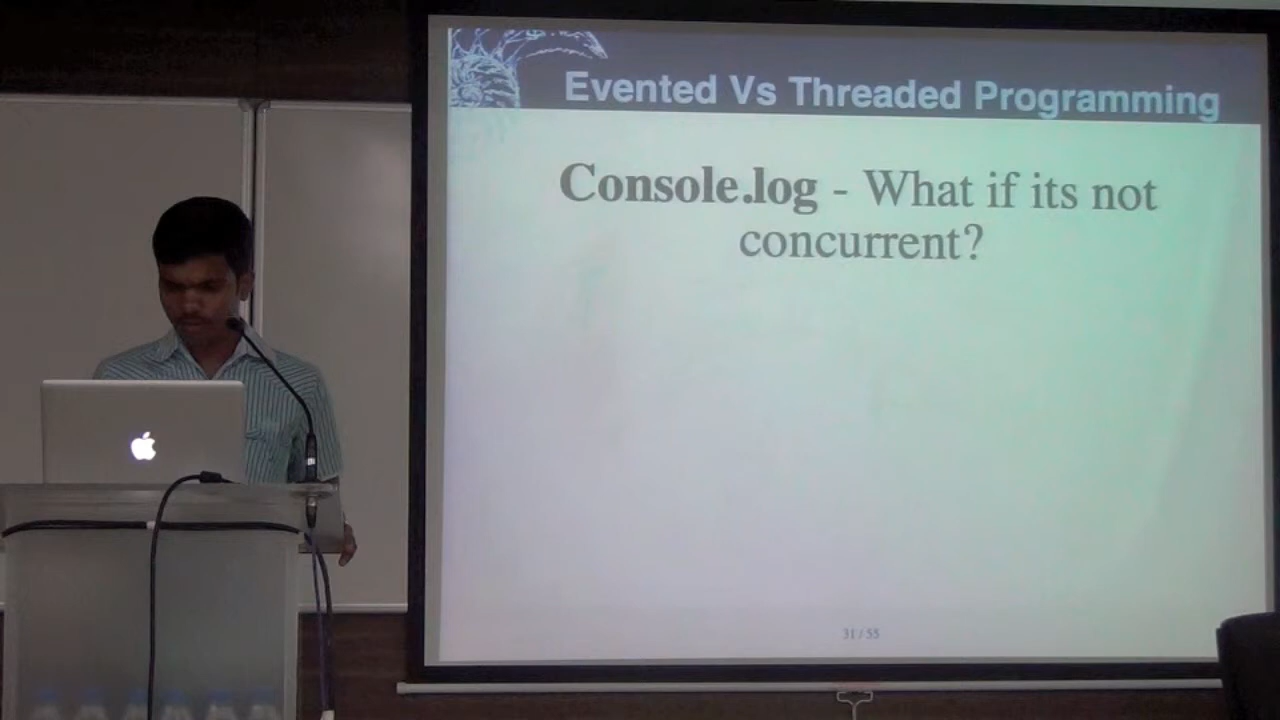 Evented Vs Threaded Programming
Console.log - What if its not
concurrent?
31 / 55